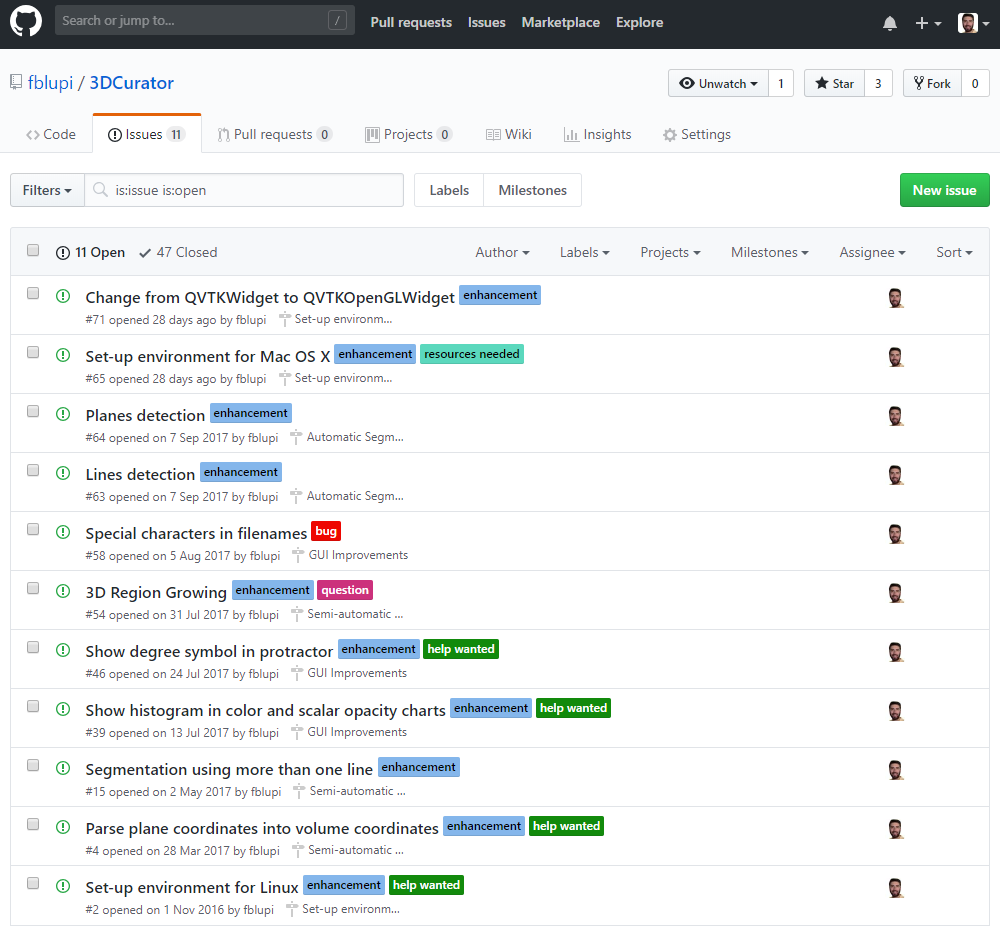 Search or jump to... / Pull requests Issues Marketplace Explore
fblupi / 3DCurator Unwatch 1 Star 3 Fork 0
Code Issues 11 Pull requests 0 Projects 0 Wiki Insights Settings
Filters is:issue is:open Labels Milestones New issue
11 Open 47 Closed Author Labels Projects Milestones Assignee Sort
Change from QVTKWidget to QVTKOpenGLWidget enhancement
#71 opened 28 days ago by fblupi Set-up environm...
Set-up environment for Mac OS X enhancement resources needed
#65 opened 28 days ago by fblupi Set-up environm...
Planes detection enhancement
#64 opened on 7 Sep 2017 by fblupi Automatic Segm...
Lines detection enhancement
#63 opened on 7 Sep 2017 by fblupi Automatic Segm...
Special characters in filenames bug
#58 opened on 5 Aug 2017 by fblupi GUI Improvements
3D Region Growing enhancement question
#54 opened on 31 Jul 2017 by fblupi Semi-automatic ...
Show degree symbol in protractor enhancement help wanted
#46 opened on 24 Jul 2017 by fblupi GUI Improvements
Show histogram in color and scalar opacity charts enhancement help wanted
#39 opened on 13 Jul 2017 by fblupi GUI Improvements
Segmentation using more than one line enhancement
#15 opened on 2 May 2017 by fblupi Semi-automatic ...
Parse plane coordinates into volume coordinates enhancement help wanted
#4 opened on 28 Mar 2017 by fblupi Semi-automatic ...
Set-up environment for Linux enhancement help wanted
#2 opened on 1 Nov 2016 by fblupi Set-up environm...